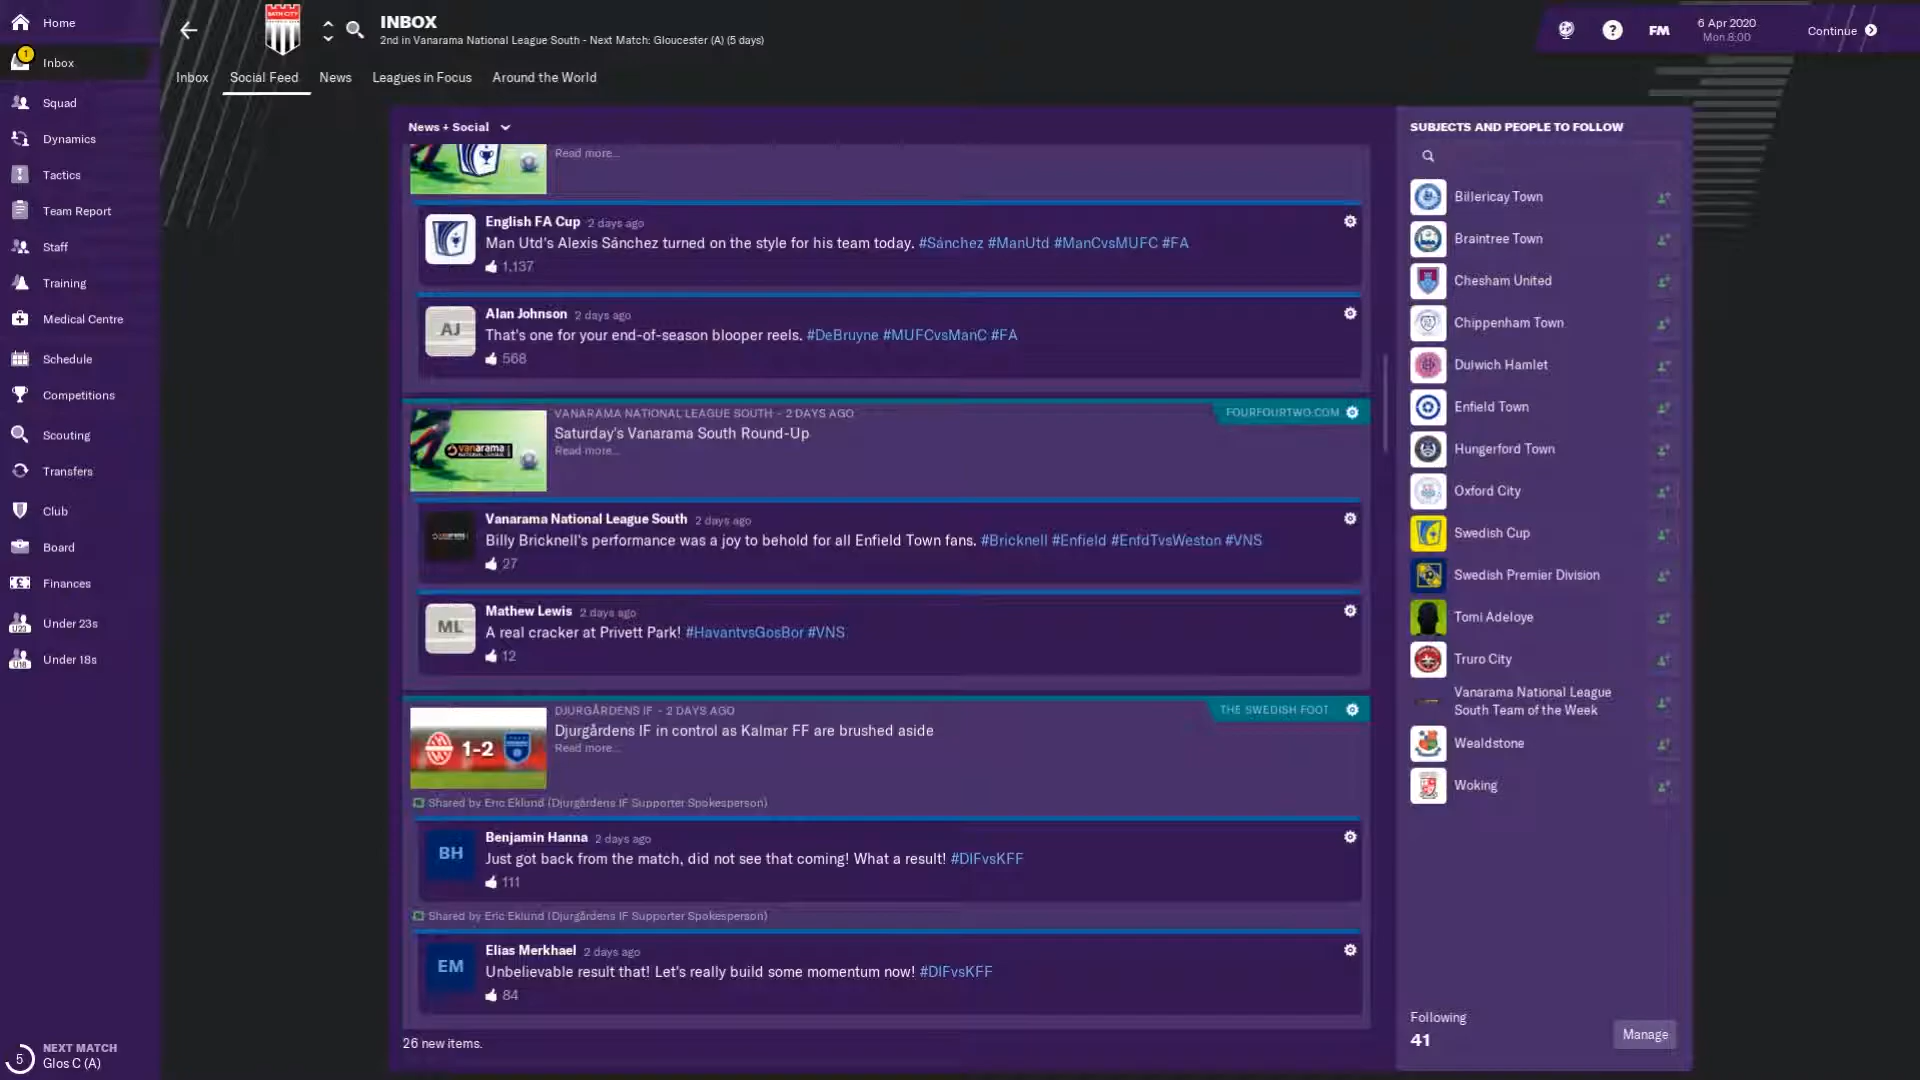 Home
1
Inbox
Squad
Dynamics
Tactics
Team Report
Staff
Training
Medical Centre
Schedule
Competitions
Scouting
Transfers
Club
Board
Finances
U23
Under 23s
U18
Under 18s
5
NEXT MATCH
Glos C (A)
BATH CITY
INBOX
2nd in Vanarama National League South - Next Match: Gloucester (A) (5 days)
? FM
6 Apr 2020
Mon 8:00
Continue
Inbox Social Feed News Leagues in Focus Around the World
News + Social
Read more...
English FA Cup 2 days ago
Man Utd's Alexis Sánchez turned on the style for his team today. #Sánchez #ManUtd #ManCvsMUFC #FA
1,137
AJ
Alan Johnson 2 days ago
That's one for your end-of-season blooper reels. #DeBruyne #MUFCvsManC #FA
568
VANARAMA NATIONAL LEAGUE SOUTH - 2 DAYS AGO
FOURFOURTWO.COM
Saturday's Vanarama South Round-Up
Read more...
vanarama
Vanarama National League South 2 days ago
Billy Bricknell's performance was a joy to behold for all Enfield Town fans. #Bricknell #Enfield #EnfdTvsWeston #VNS
27
ML
Mathew Lewis 2 days ago
A real cracker at Privett Park! #HavantvsGosBor #VNS
12
DJURGÅRDENS IF - 2 DAYS AGO
THE SWEDISH FOOT...
Djurgårdens IF in control as Kalmar FF are brushed aside
Read more...
1-2
Shared by Eric Eklund (Djurgårdens IF Supporter Spokesperson)
BH
Benjamin Hanna 2 days ago
Just got back from the match, did not see that coming! What a result! #DIFvsKFF
111
Shared by Eric Eklund (Djurgårdens IF Supporter Spokesperson)
EM
Elias Merkhael 2 days ago
Unbelievable result that! Let's really build some momentum now! #DIFvsKFF
84
26 new items.
SUBJECTS AND PEOPLE TO FOLLOW
Billericay Town
Braintree Town
Chesham United
Chippenham Town
Dulwich Hamlet
Enfield Town
Hungerford Town
Oxford City
Swedish Cup
Swedish Premier Division
Tomi Adeloye
Truro City
Vanarama National League
South Team of the Week
Wealdstone
Woking
Following
41
Manage